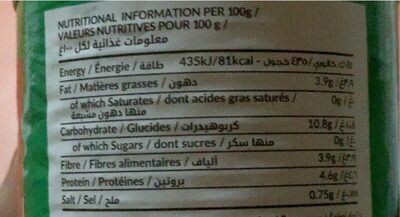 NUTRITIONAL INFORMATION PER 100g/
VALEURS NUTRITIVES POUR 100 g /
معلومات غذائية لكل ١٠٠غ
Energy / Énergie / طاقة 435kJ/81kcal -
Fat / Matières grasses / دهون 3.9g/
of which Saturates / dont acides gras saturés / 0g/
منها دهون مشبعة
Carbohydrate / Glucides / كربوهيدرات 10.8g/
of which Sugars / dont sucres / منها سكر 0g/
Fibre / Fibres alimentaires / ألياف 3.9g/
Protein / Protéines / بروتين 4.6g/
Salt / Sel / ملح 0.75g/